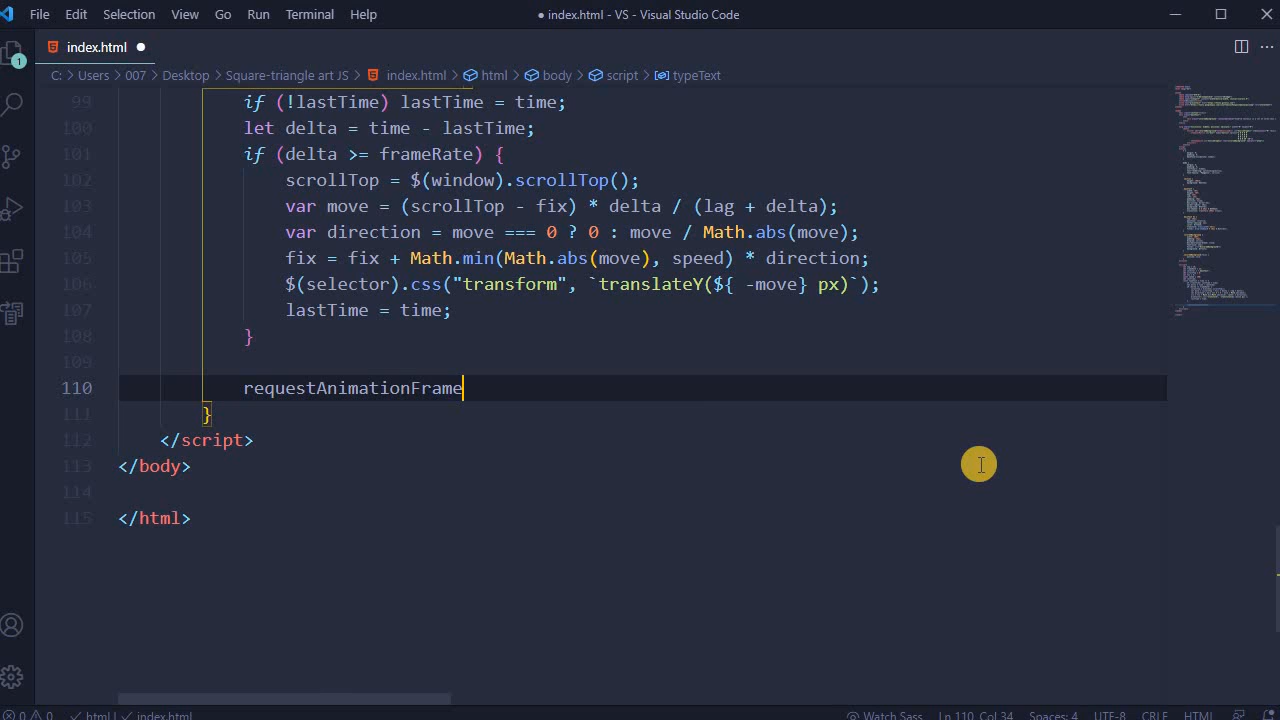 File Edit Selection View Go Run Terminal Help ● index.html - VS - Visual Studio Code
index.html ●
C: > Users > 007 > Desktop > Square-triangle art JS > index.html > html > body > script > typeText
99 if (!lastTime) lastTime = time;
100 let delta = time - lastTime;
101 if (delta >= frameRate) {
102 scrollTop = $(window).scrollTop();
103 var move = (scrollTop - fix) * delta / (lag + delta);
104 var direction = move === 0 ? 0 : move / Math.abs(move);
105 fix = fix + Math.min(Math.abs(move), speed) * direction;
106 $(selector).css("transform", `translateY(${ -move} px)`);
107 lastTime = time;
108 }
109
110 requestAnimationFrame
111 }
112 </script>
113 </body>
114
115 </html>
1
0 0 html index.html Watch Sass Ln 110, Col 34 Spaces: 4 UTF-8 CRLF HTML